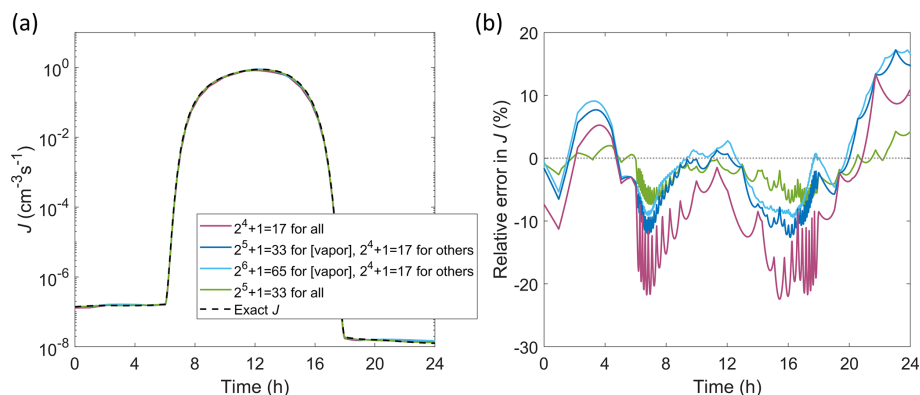 (a)
J (cm⁻³s⁻¹)
10⁰
10⁻²
10⁻⁴
10⁻⁶
10⁻⁸
0 4 8 12 16 20 24
Time (h)
2⁴+1=17 for all
2⁵+1=33 for [vapor], 2⁴+1=17 for others
2⁶+1=65 for [vapor], 2⁴+1=17 for others
2⁵+1=33 for all
Exact J
(b)
Relative error in J (%)
20
10
0
-10
-20
-30
0 4 8 12 16 20 24
Time (h)